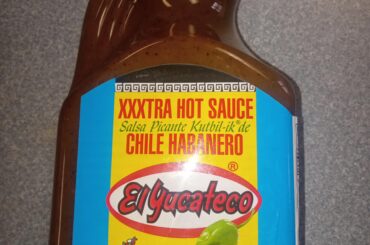 XXXTRA HOT SAUCE
Salsa Picante Kutbil-ik de
CHILE HABANERO
®
El Yucateco